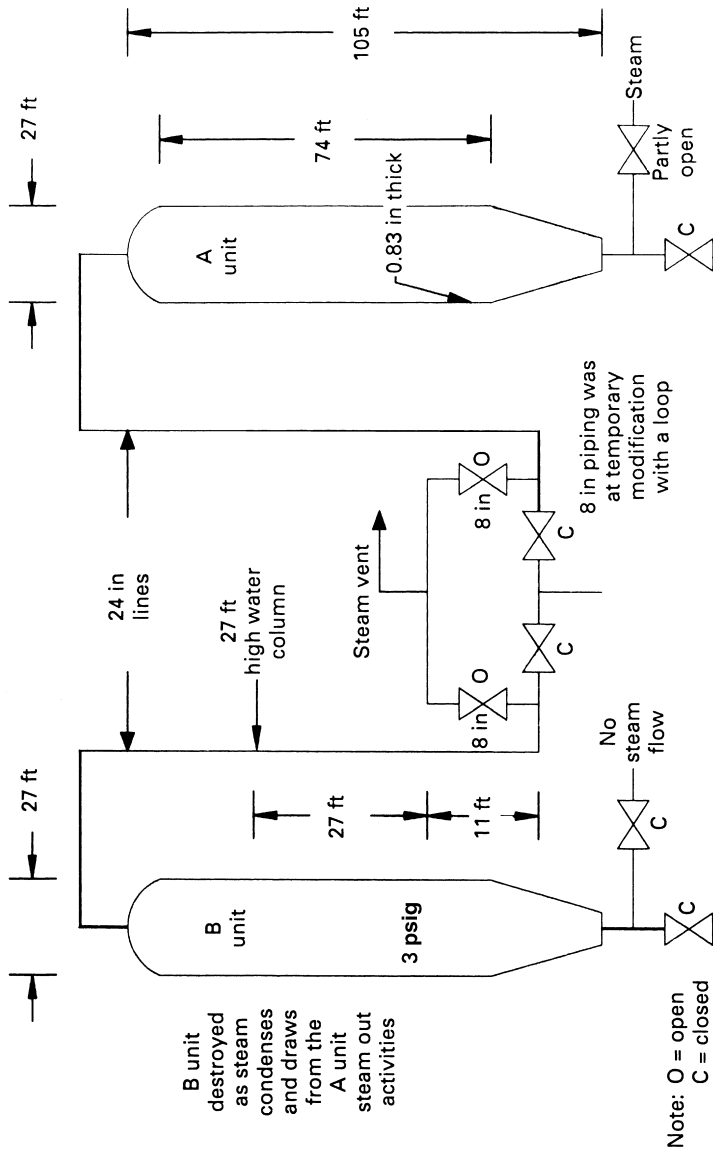 27 ft
27 ft
B unit
destroyed
as steam
condenses
and draws
from the
A unit
steam out
activities
B
unit
3 psig
24 in
lines
27 ft
high water
column
27 ft
11 ft
Steam vent
8 in
O
8 in
O
C
C
8 in piping was
at temporary
modification
with a loop
A
unit
0.83 in thick
74 ft
105 ft
No
steam
flow
C
C
Steam
Partly
open
C
Note: O = open
C = closed